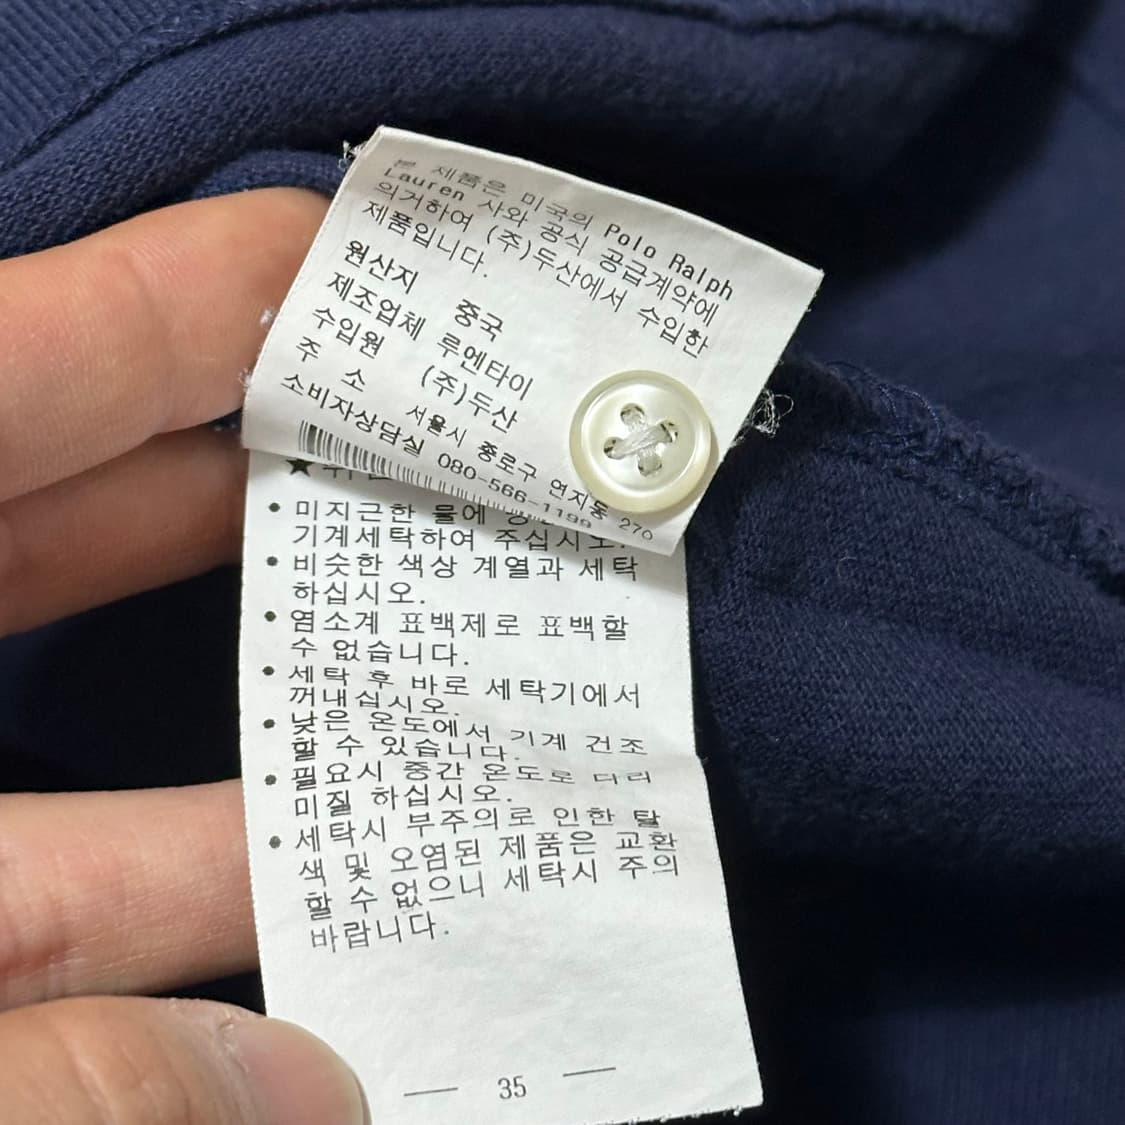 본 제품은 미국의 Polo Ralph
Lauren 사와 공식 공급계약에
의거하여 (주)두산에서 수입한
제품입니다.
원산지 중국
제조업체 루엔타이
수입원 (주)두산
주 소 서울시 종로구 연지동 270
소비자상담실 080-566-1199
★
• 미지근한 물에
기계세탁하여 주십시오.
• 비슷한 색상 계열과 세탁
하십시오.
• 염소계 표백제로 표백할
수 없습니다.
• 세탁 후 바로 세탁기에서
꺼내십시오.
• 낮은 온도에서 기계 건조
할 수 있습니다.
• 필요시 중간 온도로 다리
미질 하십시오.
• 세탁시 부주의로 인한 탈
색 및 오염된 제품은 교환
할 수 없으니 세탁시 주의
바랍니다.
— 35 —